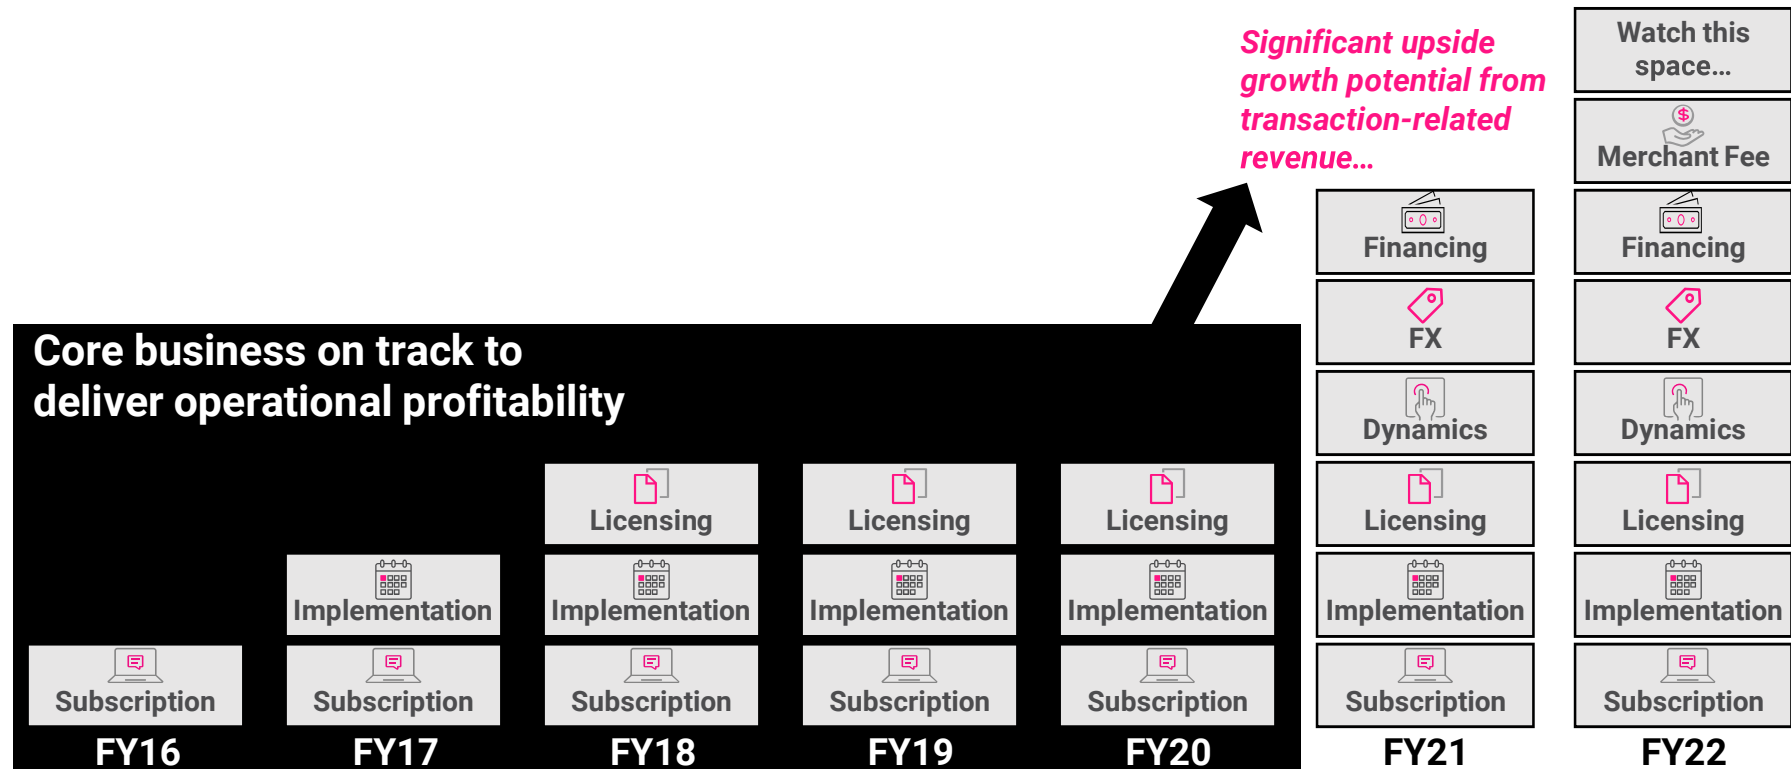 Significant upside
growth potential from
transaction-related
revenue…
Watch this
space…
Merchant Fee
Financing
Financing
FX
FX
Core business on track to
deliver operational profitability
Dynamics
Dynamics
Licensing
Licensing
Licensing
Licensing
Licensing
Implementation
Implementation
Implementation
Implementation
Implementation
Implementation
Subscription
Subscription
Subscription
Subscription
Subscription
Subscription
Subscription
FY16
FY17
FY18
FY19
FY20
FY21
FY22